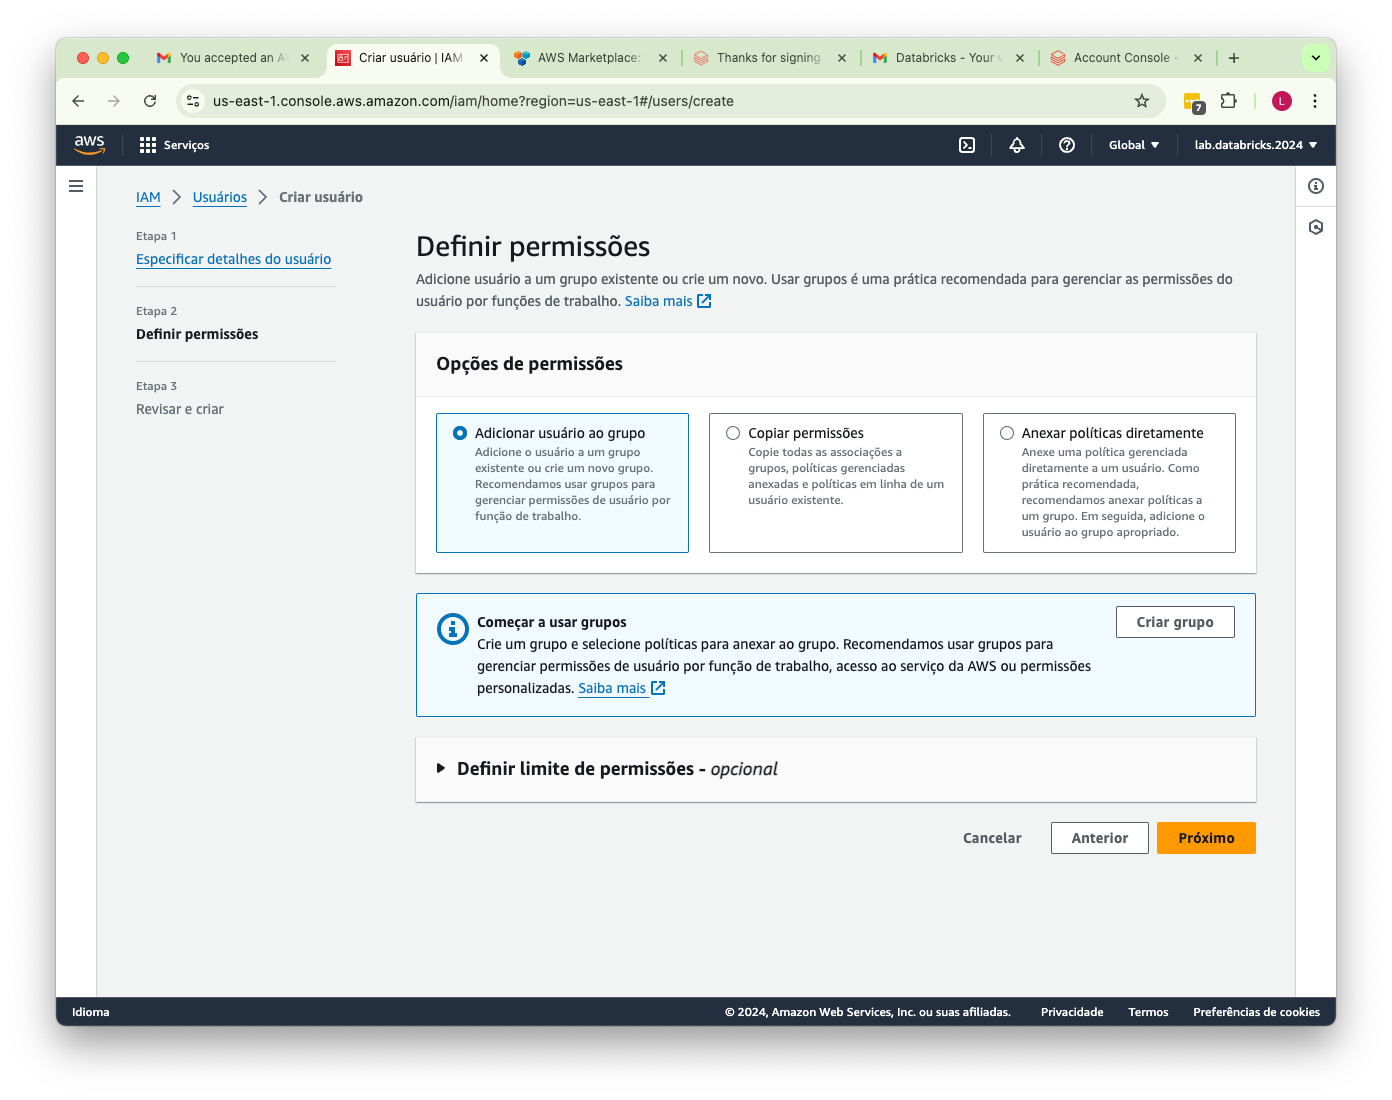 You accepted an A
Criar usuário | IAM
AWS Marketplace:
Thanks for signing
Databricks - Your
Account Console -
us-east-1.console.aws.amazon.com/iam/home?region=us-east-1#/users/create
7
L
aws
Serviços
Global
lab.databricks.2024
IAM
Usuários
Criar usuário
Etapa 1
Especificar detalhes do usuário
Etapa 2
Definir permissões
Etapa 3
Revisar e criar
Definir permissões
Adicione usuário a um grupo existente ou crie um novo. Usar grupos é uma prática recomendada para gerenciar as permissões do
usuário por funções de trabalho. Saiba mais
Opções de permissões
Adicionar usuário ao grupo
Adicione o usuário a um grupo
existente ou crie um novo grupo.
Recomendamos usar grupos para
gerenciar permissões de usuário por
função de trabalho.
Copiar permissões
Copie todas as associações a
grupos, políticas gerenciadas
anexadas e políticas em linha de um
usuário existente.
Anexar políticas diretamente
Anexe uma política gerenciada
diretamente a um usuário. Como
prática recomendada,
recomendamos anexar políticas a
um grupo. Em seguida, adicione o
usuário ao grupo apropriado.
Começar a usar grupos
Crie um grupo e selecione políticas para anexar ao grupo. Recomendamos usar grupos para
gerenciar permissões de usuário por função de trabalho, acesso ao serviço da AWS ou permissões
personalizadas. Saiba mais
Criar grupo
Definir limite de permissões - opcional
Cancelar
Anterior
Próximo
Idioma
© 2024, Amazon Web Services, Inc. ou suas afiliadas.
Privacidade
Termos
Preferências de cookies